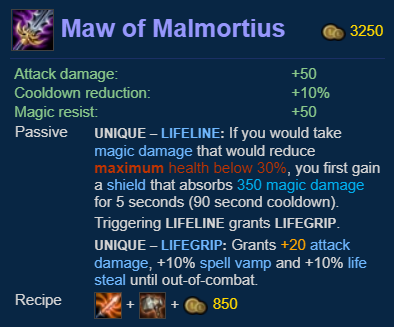 Maw of Malmortius 3250
Attack damage: +50
Cooldown reduction: +10%
Magic resist: +50
Passive UNIQUE – LIFELINE: If you would take
magic damage that would reduce
maximum health below 30%, you first gain
a shield that absorbs 350 magic damage
for 5 seconds (90 second cooldown).
Triggering LIFELINE grants LIFEGRIP.
UNIQUE – LIFEGRIP: Grants +20 attack
damage, +10% spell vamp and +10% life
steal until out-of-combat.
Recipe + + 850